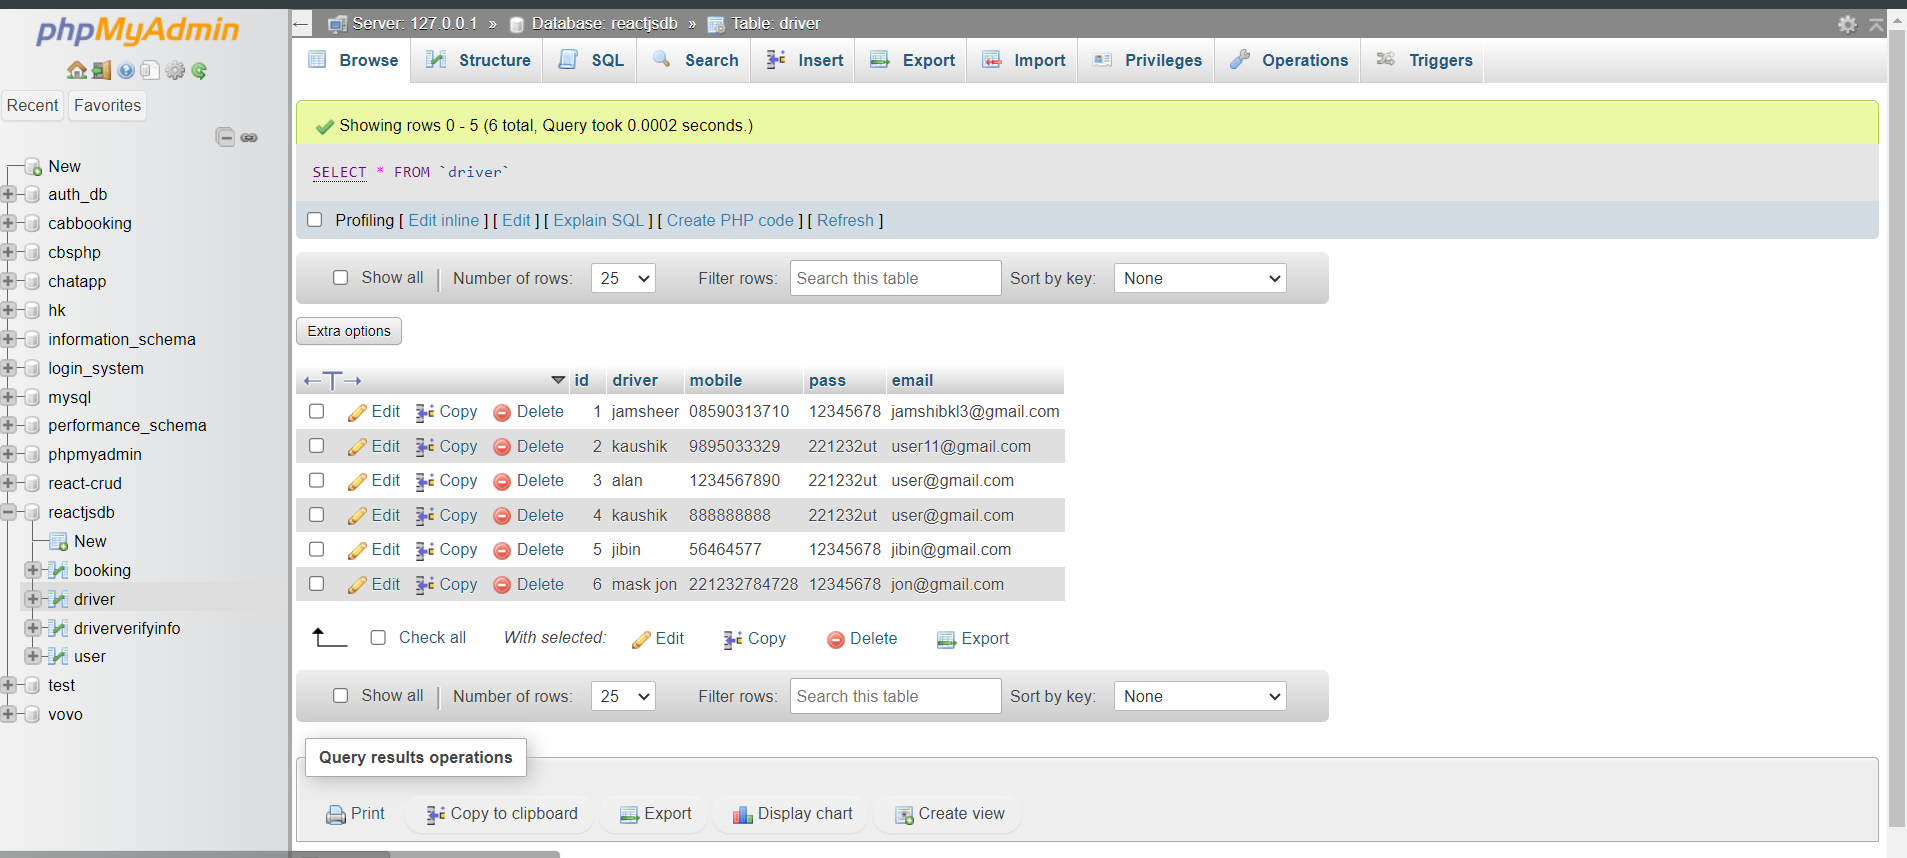 phpMyAdmin
Recent Favorites
New
auth_db
cabbooking
cbsphp
chatapp
hk
information_schema
login_system
mysql
performance_schema
phpmyadmin
react-crud
reactjsdb
New
booking
driver
driververifyinfo
user
test
vovo
Server: 127.0.0.1 » Database: reactjsdb » Table: driver
Browse Structure SQL Search Insert Export Import Privileges Operations Triggers
Showing rows 0 - 5 (6 total, Query took 0.0002 seconds.)
SELECT * FROM `driver`
Profiling [ Edit inline ] [ Edit ] [ Explain SQL ] [ Create PHP code ] [ Refresh ]
Show all | Number of rows: 25 Filter rows: Search this table Sort by key: None
Extra options
id driver mobile pass email
Edit Copy Delete 1 jamsheer 08590313710 12345678 jamshibkl3@gmail.com
Edit Copy Delete 2 kaushik 9895033329 221232ut user11@gmail.com
Edit Copy Delete 3 alan 1234567890 221232ut user@gmail.com
Edit Copy Delete 4 kaushik 888888888 221232ut user@gmail.com
Edit Copy Delete 5 jibin 56464577 12345678 jibin@gmail.com
Edit Copy Delete 6 mask jon 221232784728 12345678 jon@gmail.com
Check all With selected: Edit Copy Delete Export
Show all | Number of rows: 25 Filter rows: Search this table Sort by key: None
Query results operations
Print Copy to clipboard Export Display chart Create view